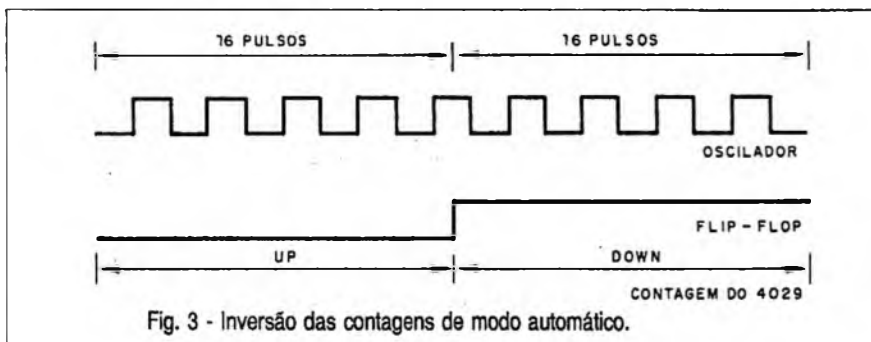 16 PULSOS 16 PULSOS
OSCILADOR
FLIP-FLOP
UP DOWN
CONTAGEM DO 4029
Fig. 3 - Inversão das contagens de modo automático.